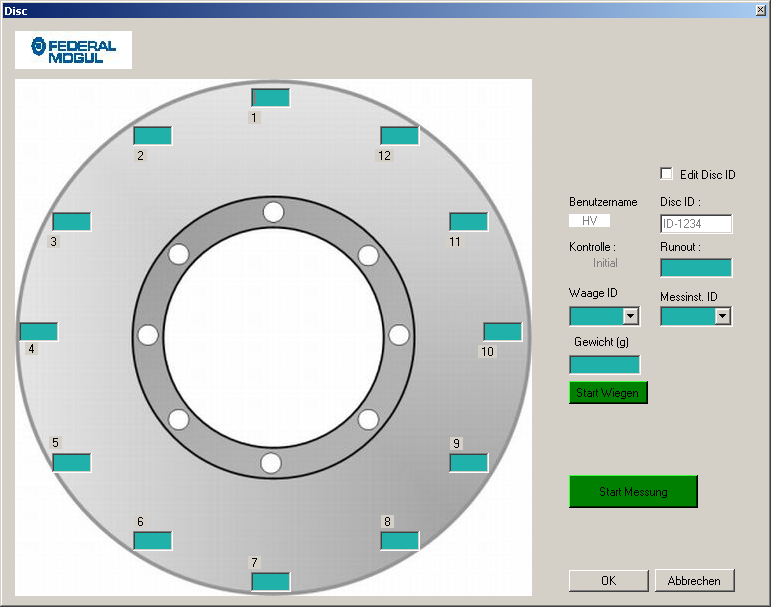 Disc
FEDERAL
MOGUL
1
2
12
3
11
4
10
5
9
6
8
7
Edit Disc ID
Benutzername
Disc ID :
HV
ID-1234
Kontrolle :
Runout :
Initial
Waage ID
Messinst. ID
Gewicht (g)
Start Wiegen
Start Messung
OK
Abbrechen